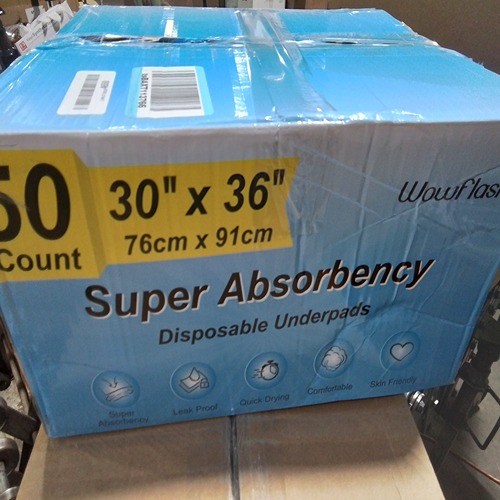 50
Count
30" x 36"
76cm x 91cm
Wowflash
Super Absorbency
Disposable Underpads
Super
Absorbency
Leak Proof
Quick Drying
Comfortable
Skin Friendly